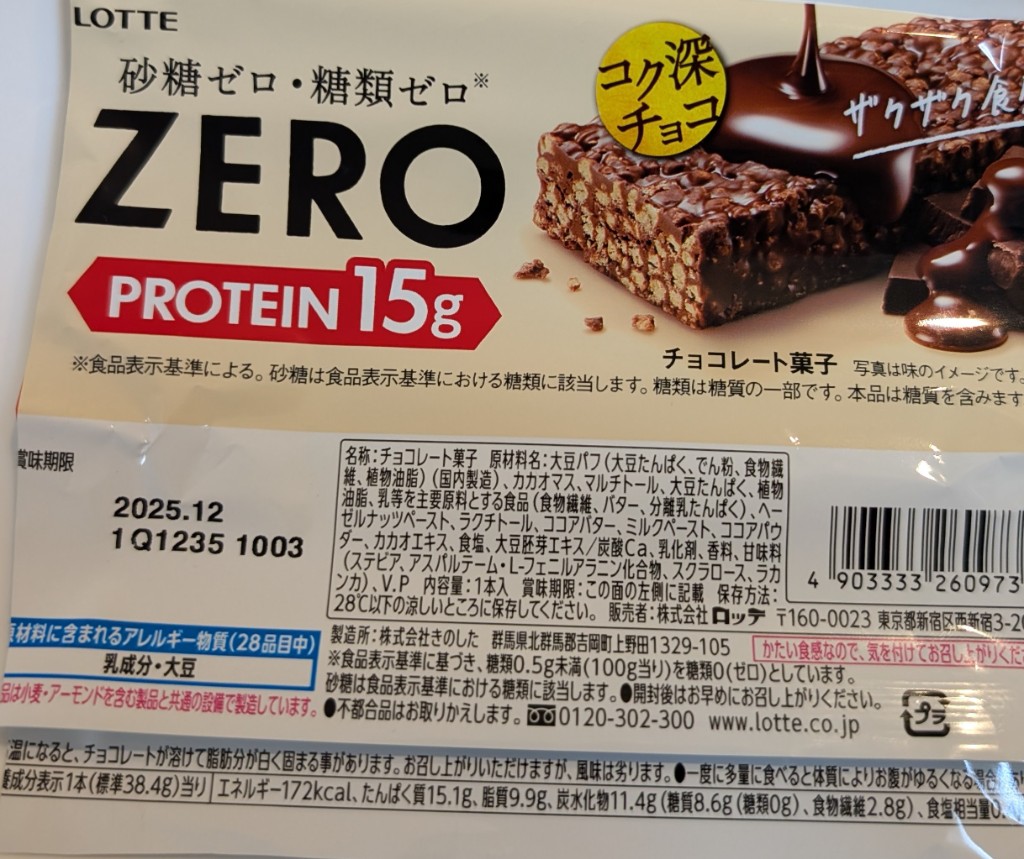 LOTTE
砂糖ゼロ・糖類ゼロ※
ZERO
PROTEIN 15g
コク深
チョコ
ザクザク食
チョコレート菓子 写真は味のイメージです。
※食品表示基準による。砂糖は食品表示基準における糖類に該当します。糖類は糖質の一部です。本品は糖質を含みます
賞味期限
2025.12
1Q1235 1003
名称:チョコレート菓子 原材料名:大豆パフ(大豆たんぱく、でん粉、食物繊
維、植物油脂)(国内製造)、カカオマス、マルチトール、大豆たんぱく、植物
油脂、乳等を主要原料とする食品(食物繊維、バター、分離乳たんぱく)、ヘー
ゼルナッツペースト、ラクチトール、ココアバター、ミルクペースト、ココアパウ
ダー、カカオエキス、食塩、大豆胚芽エキス/炭酸Ca、乳化剤、香料、甘味料
(ステビア、アスパルテーム・L-フェニルアラニン化合物、スクラロース、ラカ
ンカ)、V.P 内容量:1本入 賞味期限:この面の左側に記載 保存方法:
28℃以下の涼しいところに保存してください。 販売者:株式会社ロッテ 〒160-0023 東京都新宿区西新宿3-20
4 903333 260973
原材料に含まれるアレルギー物質(28品目中)
乳成分・大豆
品は小麦・アーモンドを含む製品と共通の設備で製造しています。
製造所:株式会社きのした 群馬県北群馬郡吉岡町上野田1329-105
かたい食感なので、気を付けてお召し上がりくだ
※食品表示基準に基づき、糖類0.5g未満(100g当り)を糖類0(ゼロ)としています。
砂糖は食品表示基準における糖類に該当します。●開封後はお早めにお召し上がりください。
●不都合品はお取りかえします。0120-302-300 www.lotte.co.jp
プラ
温になると、チョコレートが溶けて脂肪分が白く固まる事があります。お召し上がりいただけますが、風味は劣ります。●一度に多量に食べると体質によりお腹がゆるくなる場合
養成分表示1本(標準38.4g)当り エネルギー172kcal、たんぱく質15.1g、脂質9.9g、炭水化物11.4g(糖質8.6g(糖類0g)、食物繊維2.8g)、食塩相当量0.